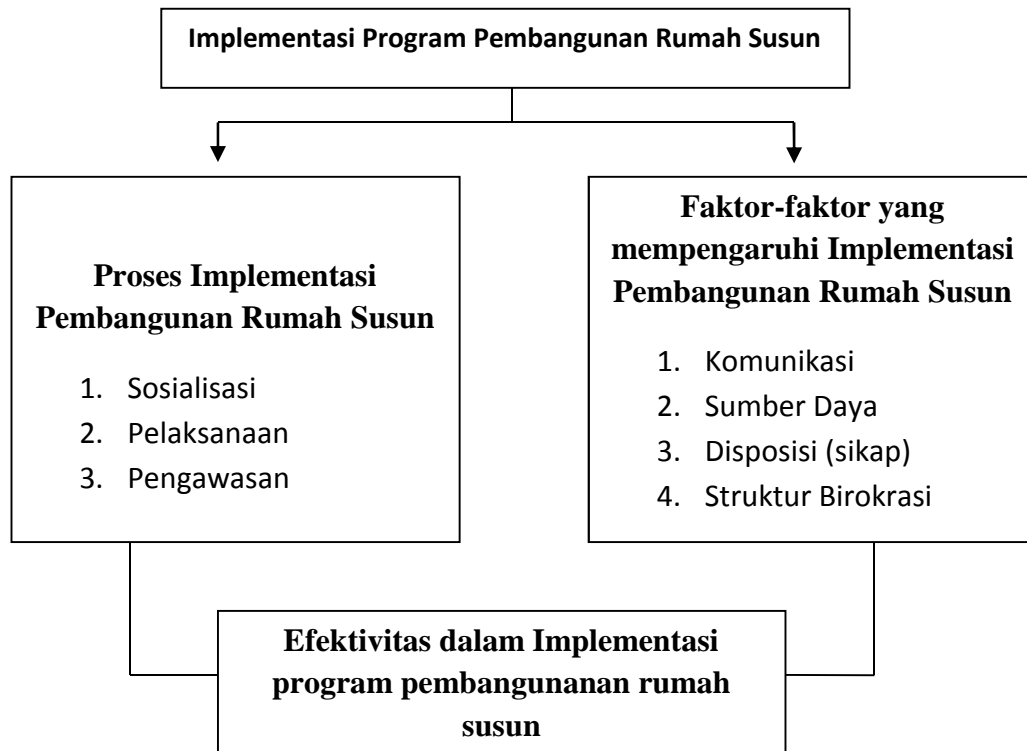 Implementasi Program Pembangunan Rumah Susun
Proses Implementasi
Pembangunan Rumah Susun
1. Sosialisasi
2. Pelaksanaan
3. Pengawasan
Faktor-faktor yang
mempengaruhi Implementasi
Pembangunan Rumah Susun
1. Komunikasi
2. Sumber Daya
3. Disposisi (sikap)
4. Struktur Birokrasi
Efektivitas dalam Implementasi
program pembangunanan rumah
susun